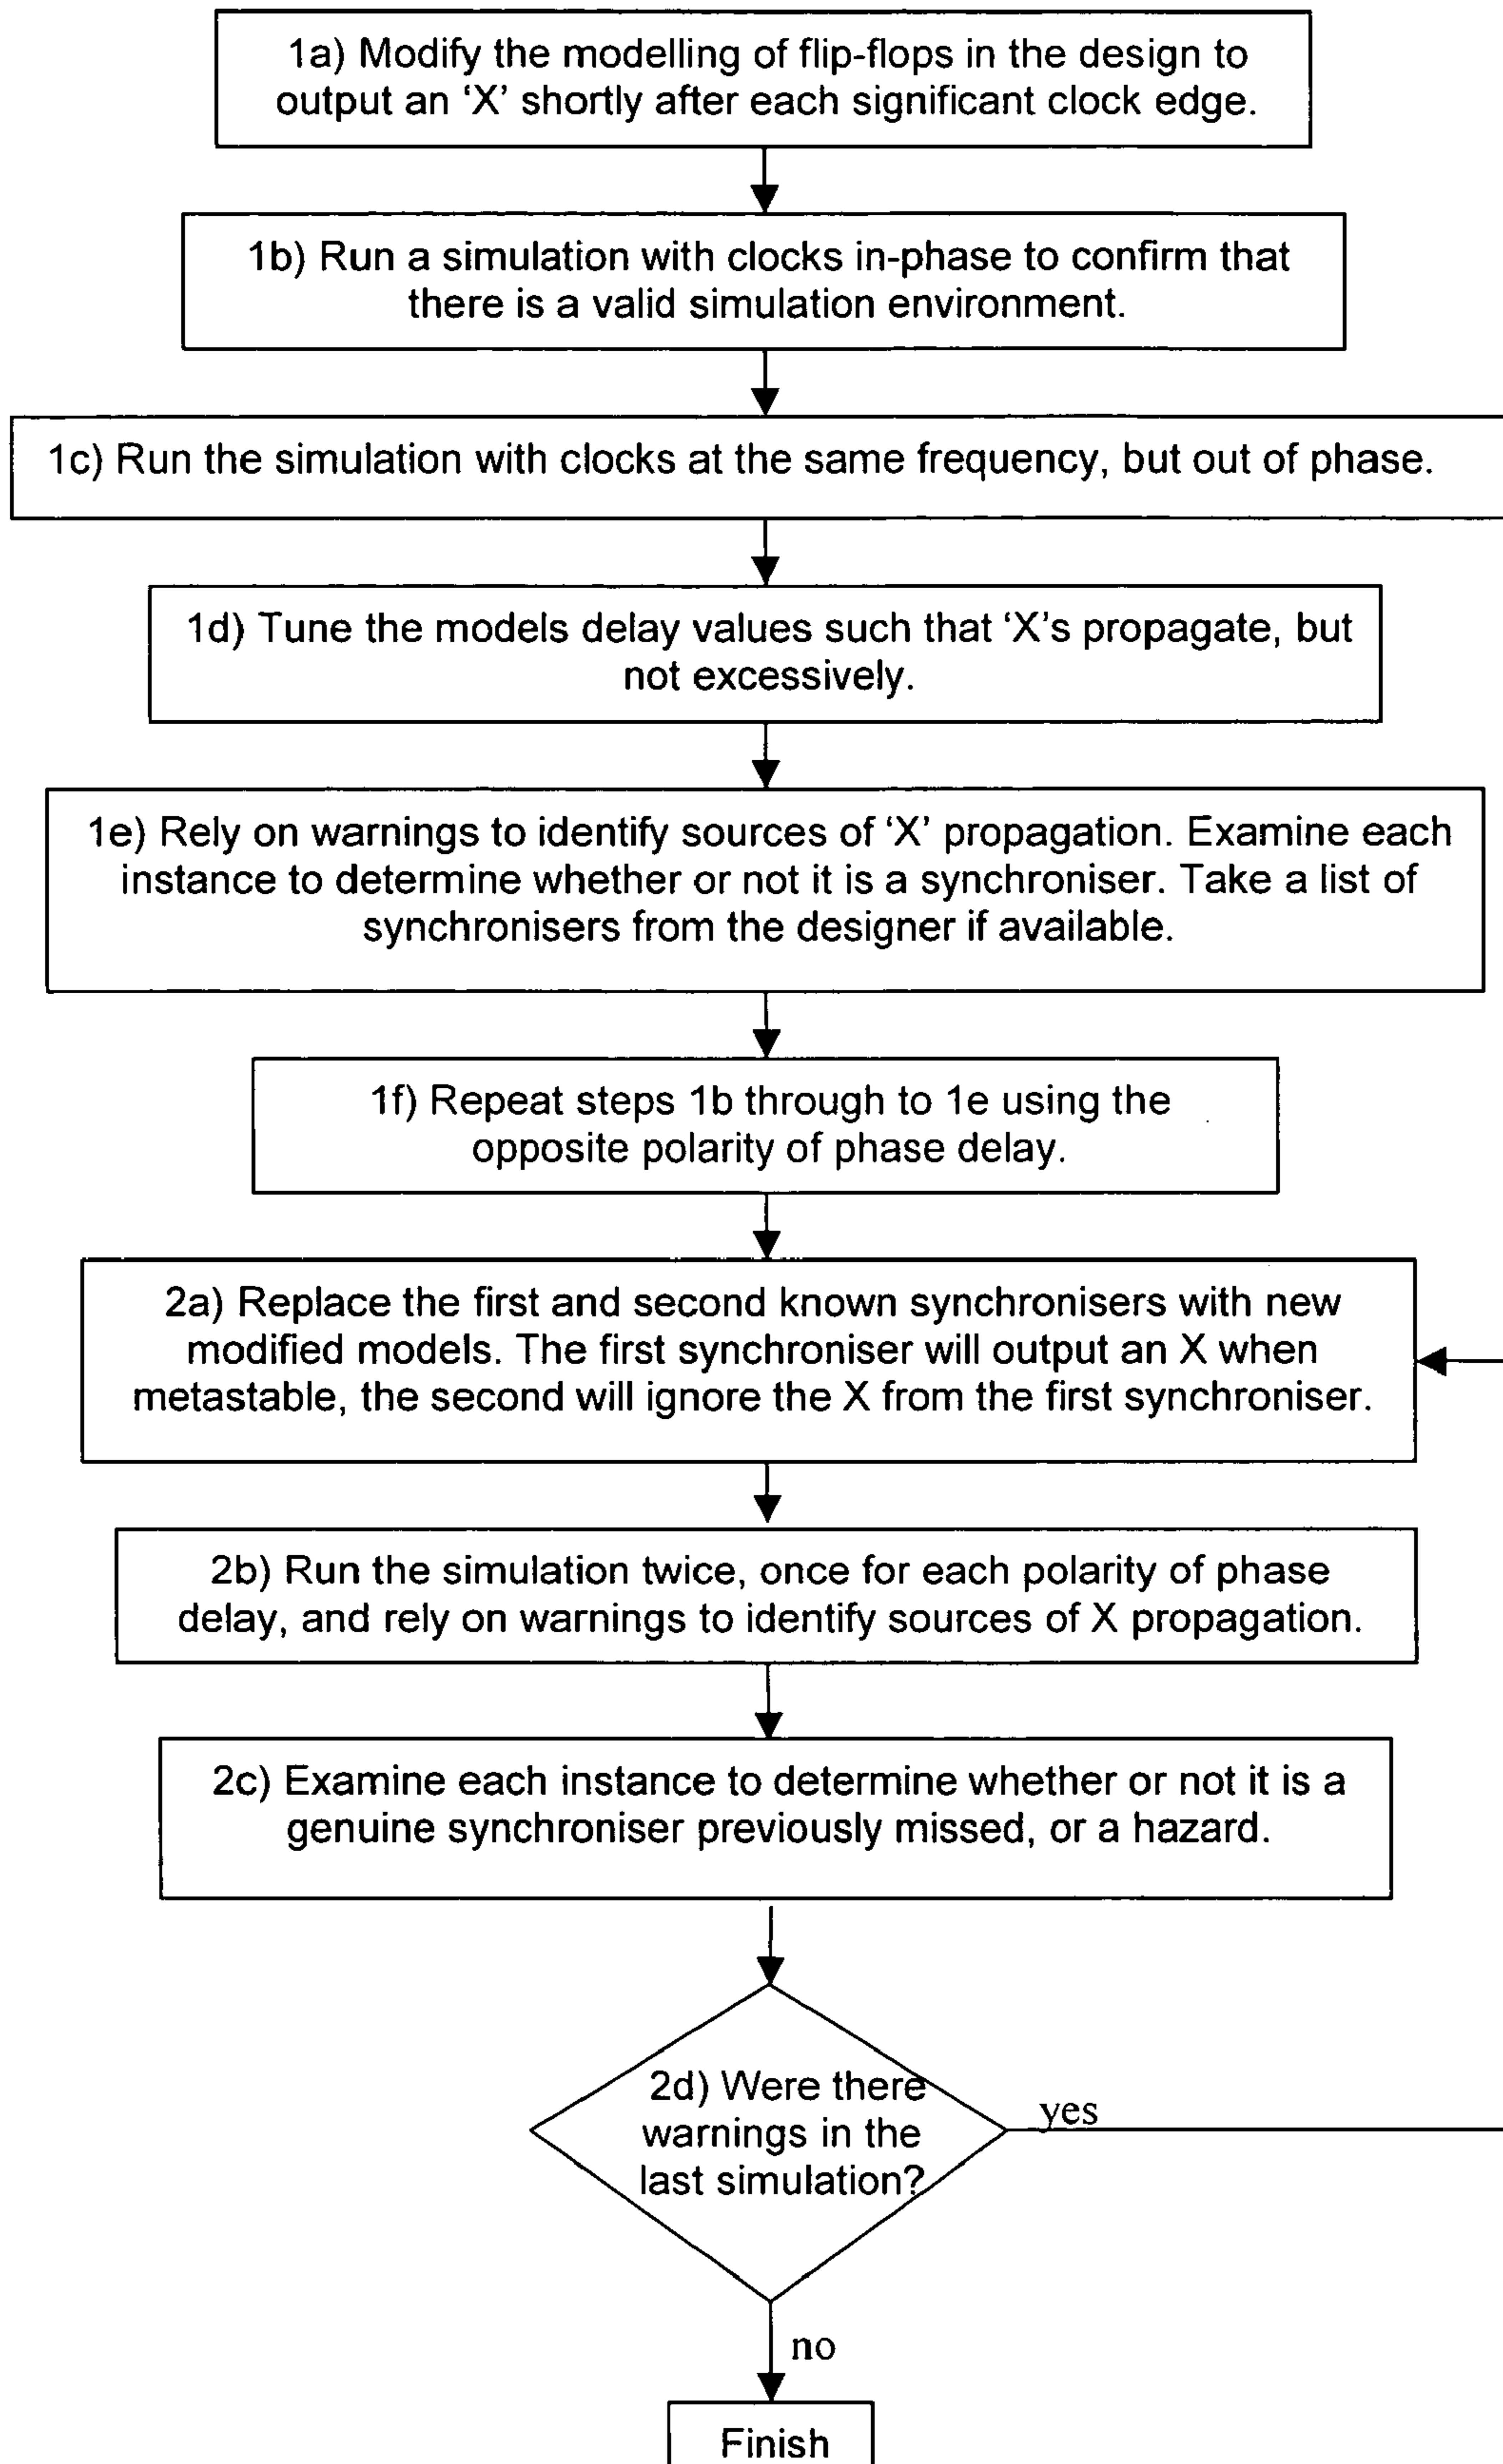 1a) Modify the modelling of flip-flops in the design to
output an ‘X’ shortly after each significant clock edge.
1b) Run a simulation with clocks in-phase to confirm that
there is a valid simulation environment.
1c) Run the simulation with clocks at the same frequency, but out of phase.
1d) Tune the models delay values such that ‘X’s propagate, but
not excessively.
1e) Rely on warnings to identify sources of ‘X’ propagation. Examine each
instance to determine whether or not it is a synchroniser. Take a list of
synchronisers from the designer if available.
1f) Repeat steps 1b through to 1e using the
opposite polarity of phase delay.
2a) Replace the first and second known synchronisers with new
modified models. The first synchroniser will output an X when
metastable, the second will ignore the X from the first synchroniser.
2b) Run the simulation twice, once for each polarity of phase
delay, and rely on warnings to identify sources of X propagation.
2c) Examine each instance to determine whether or not it is a
genuine synchroniser previously missed, or a hazard.
2d) Were there
warnings in the
last simulation?
yes
no
Finish